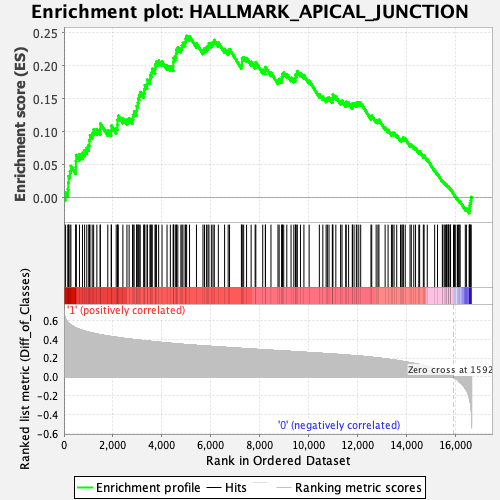 Enrichment plot: HALLMARK_APICAL_JUNCTION
Enrichment score (ES)
0.25
0.20
0.15
0.10
0.05
0.00
Ranked list metric (Diff_of_Classes)
'1' (positively correlated)
0.6
0.4
0.2
0.0
-0.2
-0.4
-0.6
Zero cross at 1592
'0' (negatively correlated)
0
2,000
4,000
6,000
8,000
10,000
12,000
14,000
16,000
Rank in Ordered Dataset
Enrichment profile
Hits
Ranking metric scores